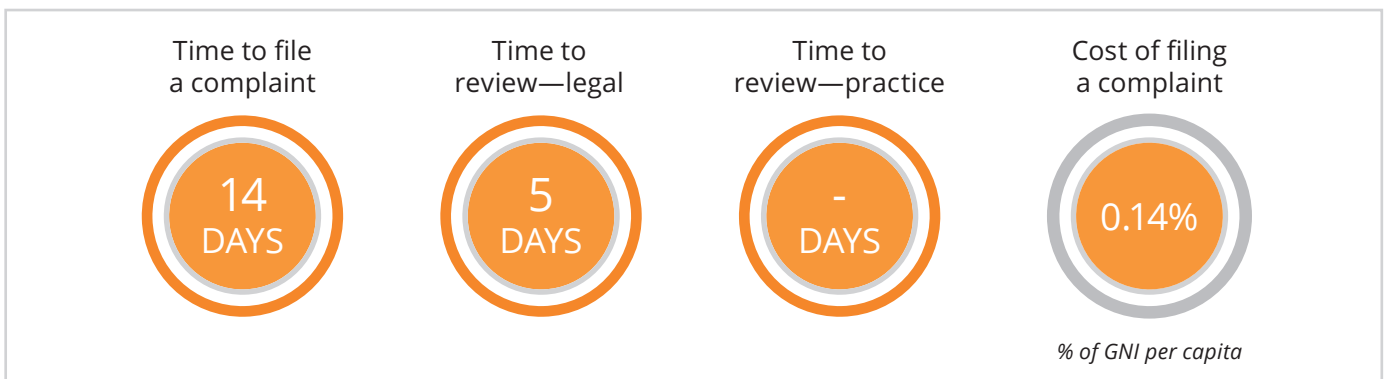 Time to file
a complaint
14
DAYS
Time to
review—legal
5
DAYS
Time to
review—practice
-
DAYS
Cost of filing
a complaint
0.14%
% of GNI per capita